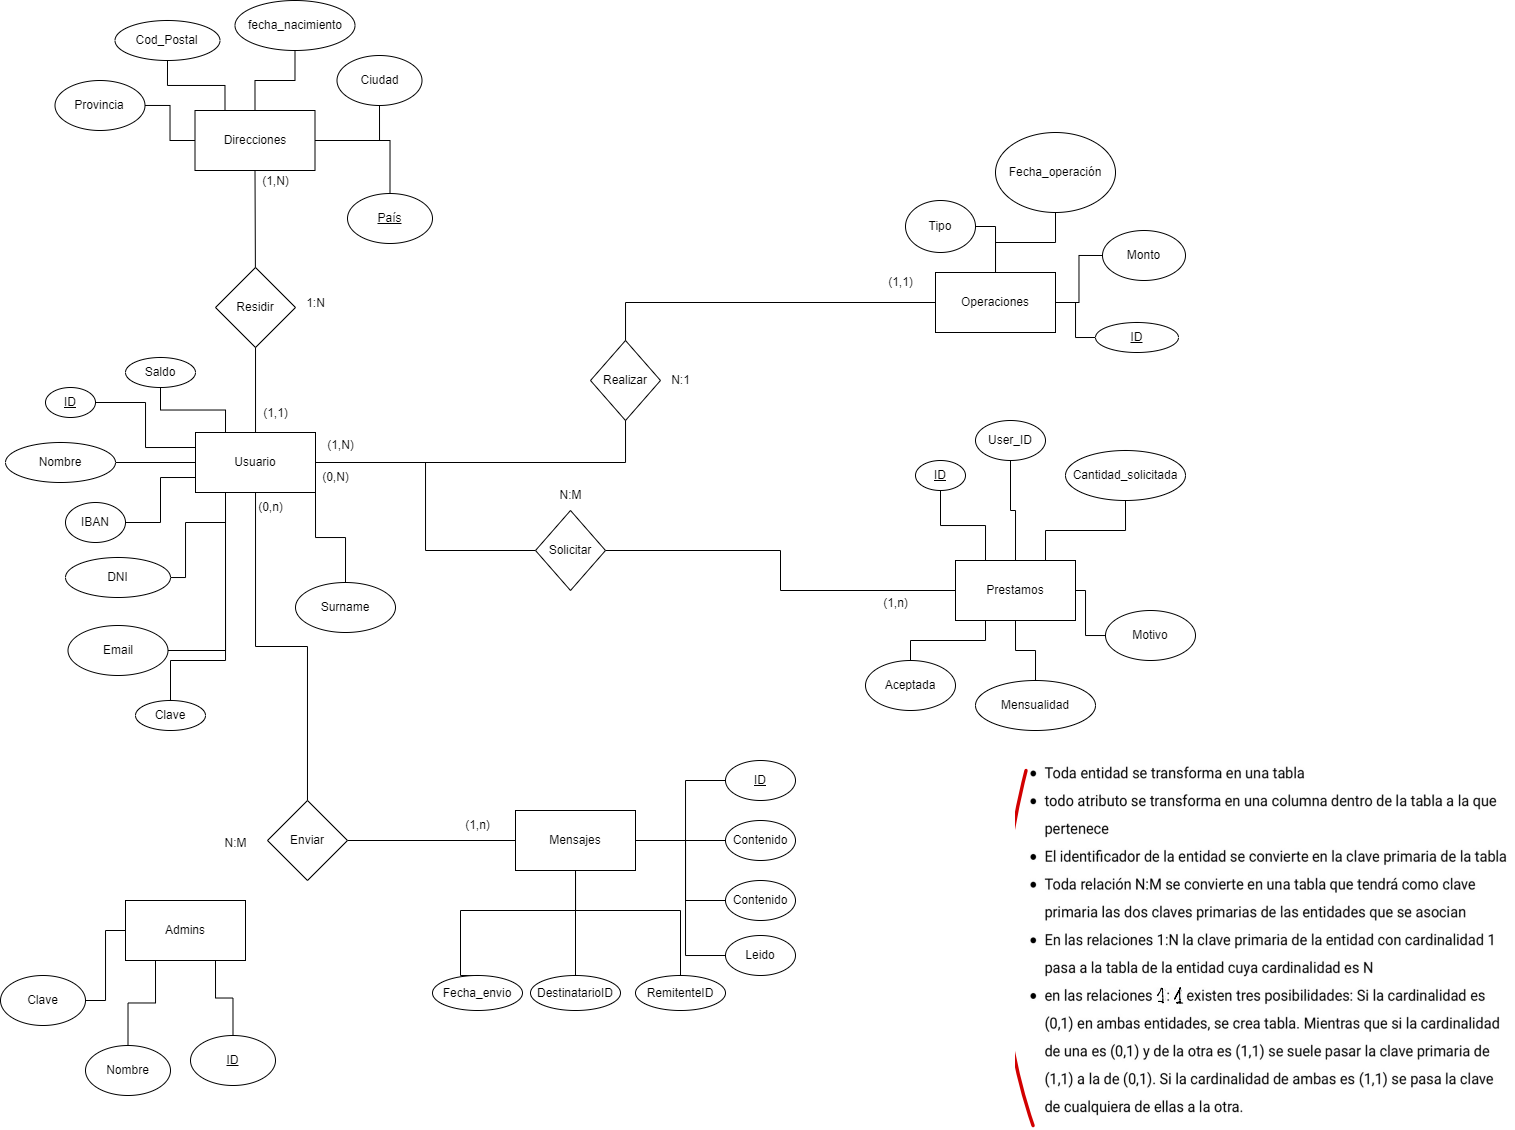 fecha_nacimiento
Cod_Postal
Ciudad
Provincia
Direcciones
(1,N)
País
Residir
1:N
Fecha_operación
Tipo
Monto
(1,1)
Operaciones
ID
Saldo
ID
(1,1)
Realizar
N:1
Nombre
Usuario
(1,N)
(0,N)
(0,n)
IBAN
DNI
Surname
Email
Clave
N:M
Solicitar
User_ID
ID
Cantidad_solicitada
Prestamos
(1,n)
Motivo
Aceptada
Mensualidad
N:M
Enviar
(1,n)
Mensajes
ID
Contenido
Contenido
Leido
Fecha_envio
DestinatarioID
RemitenteID
Admins
Clave
Nombre
ID
• Toda entidad se transforma en una tabla
• todo atributo se transforma en una columna dentro de la tabla a la que
pertenece
• El identificador de la entidad se convierte en la clave primaria de la tabla
• Toda relación N:M se convierte en una tabla que tendrá como clave
primaria las dos claves primarias de las entidades que se asocian
• En las relaciones 1:N la clave primaria de la entidad con cardinalidad 1
pasa a la tabla de la entidad cuya cardinalidad es N
• en las relaciones 1:1 existen tres posibilidades: Si la cardinalidad es
(0,1) en ambas entidades, se crea tabla. Mientras que si la cardinalidad
de una es (0,1) y de la otra es (1,1) se suele pasar la clave primaria de
(1,1) a la de (0,1). Si la cardinalidad de ambas es (1,1) se pasa la clave
de cualquiera de ellas a la otra.